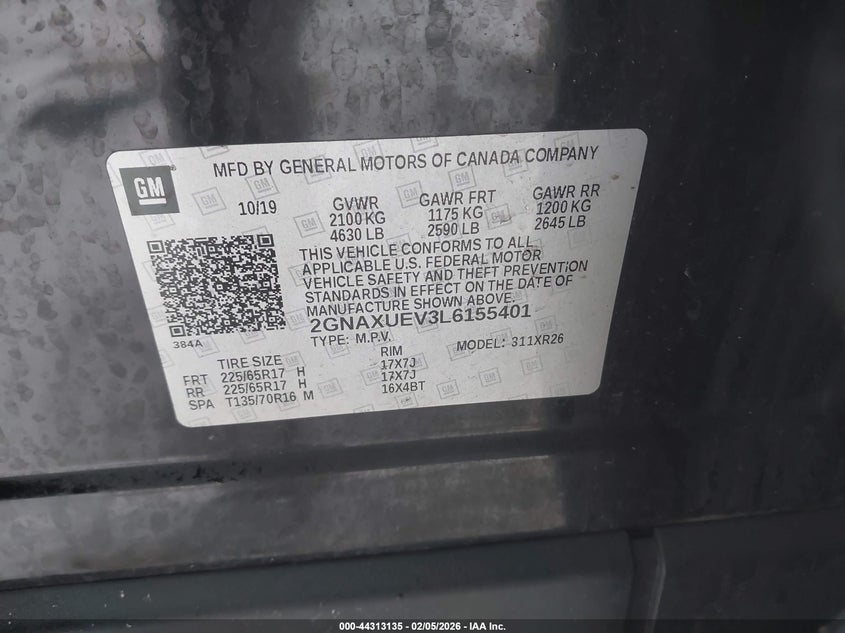 GM
MFD BY GENERAL MOTORS OF CANADA COMPANY
10/19 GVWR GAWR FRT GAWR RR
2100 KG 1175 KG 1200 KG
4630 LB 2590 LB 2645 LB
THIS VEHICLE CONFORMS TO ALL
APPLICABLE U.S. FEDERAL MOTOR
VEHICLE SAFETY AND THEFT PREVENTION
STANDARDS IN EFFECT ON THE DATE OF
MANUFACTURE SHOWN ABOVE.
2GNAXUEV3L6155401
384A
TYPE: M.P.V. MODEL: 311XR26
TIRE SIZE RIM
FRT 225/65R17 H 17X7J
RR 225/65R17 H 17X7J
SPA T135/70R16 M 16X4BT
000-44313135 - 02/05/2026 - IAA Inc.